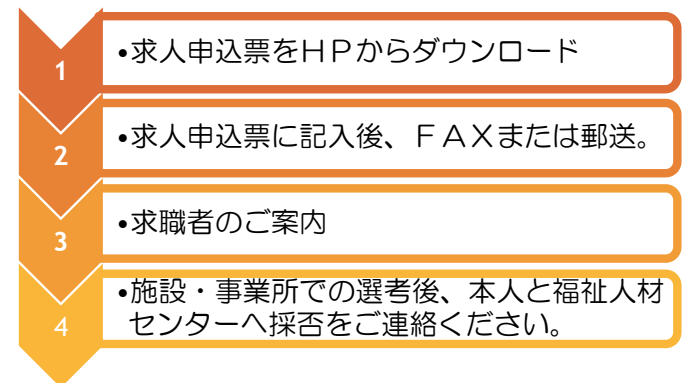 1
•求人申込票をＨＰからダウンロード
2
•求人申込票に記入後、ＦＡＸまたは郵送。
3
•求職者のご案内
4
•施設・事業所での選考後、本人と福祉人材
センターへ採否をご連絡ください。